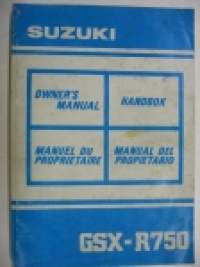 SUZUKI
OWNER'S
MANUAL
HANDBOK
MANUEL DU
PROPRIETAIRE
MANUAL DEL
PROPIETARIO
GSX-R750